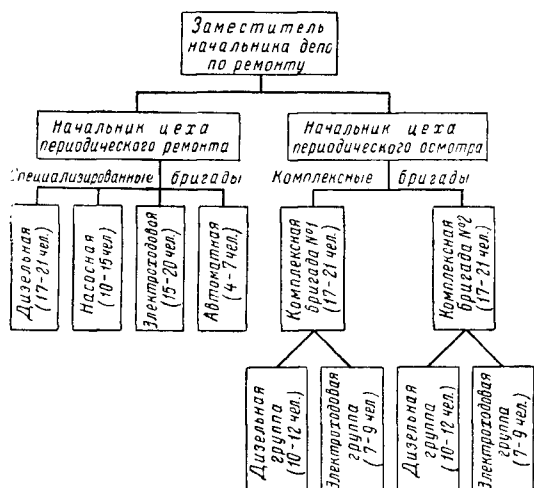 Заместитель
начальника депо
по ремонту
Начальник цеха
периодического ремонта
Начальник цеха
периодического осмотра
Специализированные бригады
Комплексные бригады
Дизельная
(17-21 чел.)
Насосная
(10-15 чел)
Электроходовая
(15-20 чел.)
Автоматная
(4-7 чел.)
Комплексная
бригада №1
(17-21 чел.)
Комплексная
бригада №2
(17-21 чел.)
Дизельная
группа
(10-12 чел.)
Электроходовая
группа
(7-9 чел.)
Дизельная
группа
(10-12 чел.)
Электроходовая
группа
(7-9 чел.)